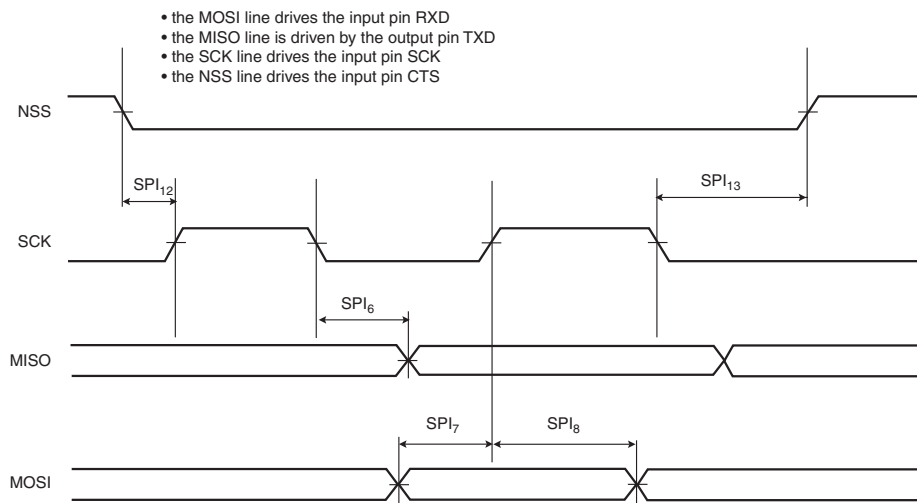 • the MOSI line drives the input pin RXD
• the MISO line is driven by the output pin TXD
• the SCK line drives the input pin SCK
• the NSS line drives the input pin CTS
NSS
SPI12
SPI13
SCK
SPI6
MISO
SPI7
SPI8
MOSI